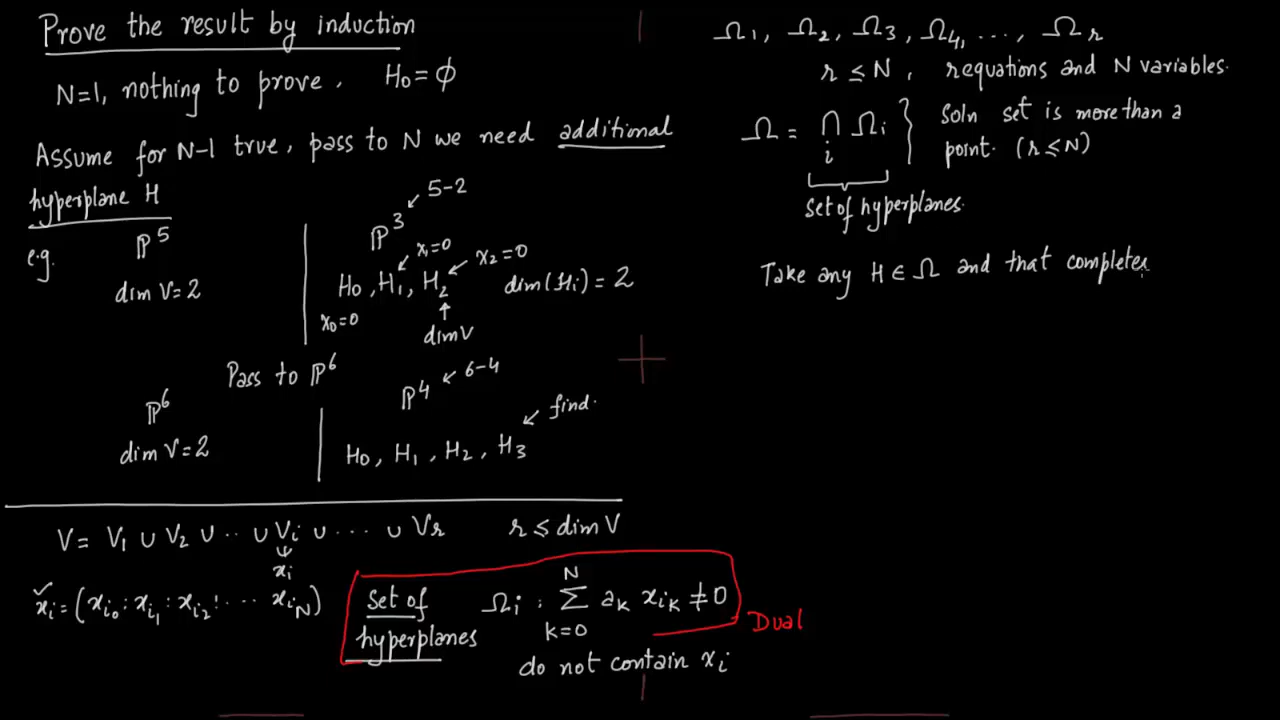 Prove the result by induction
N=1, nothing to prove. H₀ = ϕ
Assume for N-1 true, pass to N we need additional
hyperplane H
e.g. ℙ⁵
dim V=2
ℙ³ ↙ 5-2
x₁=0 x₂=0
H₀, H₁, H₂ dim(Hᵢ) = 2
x₀=0
↑
dim V
Pass to ℙ⁶
ℙ⁶
dim V=2
ℙ⁴ ↙ 6-4
find.
H₀, H₁, H₂, H₃
V = V₁ ∪ V₂ ∪ ·· ∪ Vᵢ ∪ ··· ∪ Vr r ≤ dim V
↓
xᵢ
✓
xᵢ = (xᵢ₀ : xᵢ₁ : xᵢ₂ : ··· xᵢN)
Set of hyperplanes Ωᵢ : ∑_{k=0}^{N} aₖ xᵢₖ ≠ 0
Dual
do not contain xᵢ
Ω₁, Ω₂, Ω₃, Ω₄, ..., Ωr
r ≤ N, r equations and N variables.
Ω = ∩ᵢ Ωᵢ } Soln set is more than a
point. (r ≤ N)
Set of hyperplanes.
Take any H ∈ Ω and that completes